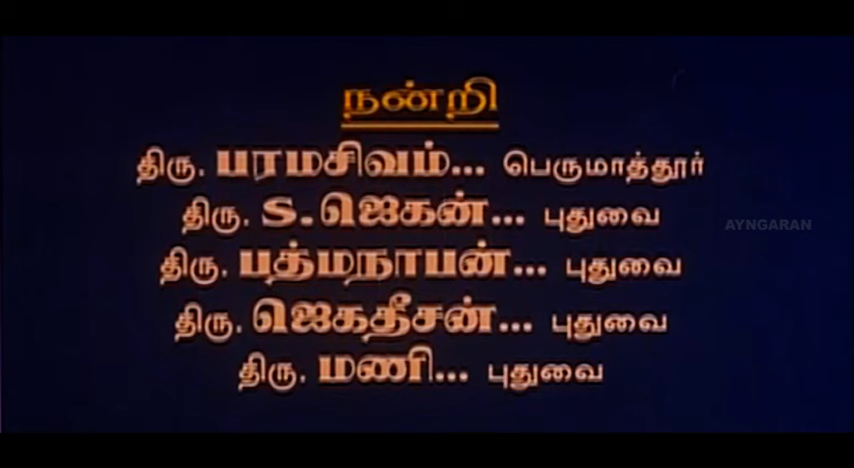 நன்றி
திரு. பரமசிவம்... பெருமாத்தூர்
திரு. S.ஜெகன்... புதுவை
AYNGARAN
திரு. பத்மநாபன்... புதுவை
திரு. ஜெகதீசன்... புதுவை
திரு. மணி... புதுவை